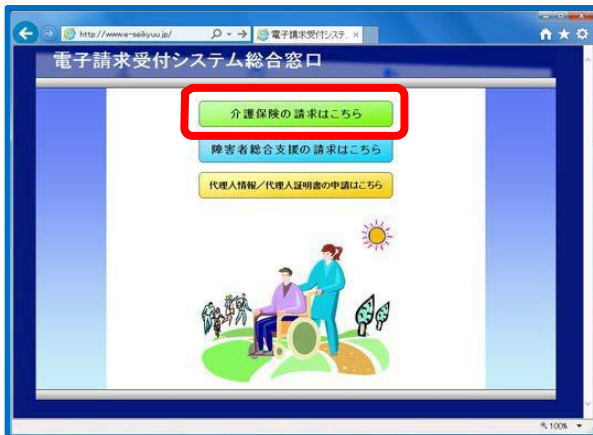 http://www.e-seikyuu.jp/
電子請求受付システ...
電子請求受付システム総合窓口
介護保険の請求はこちら
障害者総合支援の請求はこちら
代理人情報／代理人証明書の申請はこちら
100%